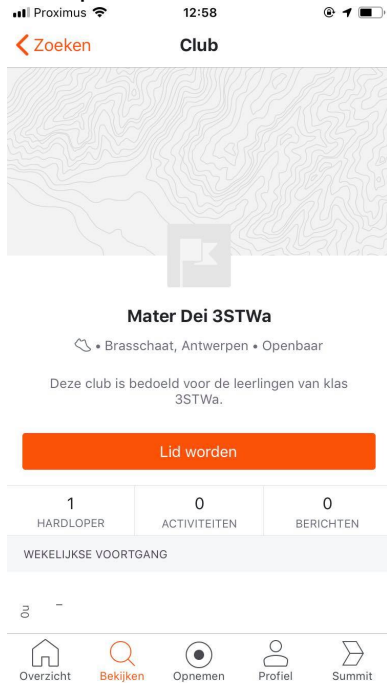 Proximus 12:58
Zoeken Club
Mater Dei 3STWa
• Brasschaat, Antwerpen • Openbaar
Deze club is bedoeld voor de leerlingen van klas
3STWa.
Lid worden
1 0 0
HARDLOPER ACTIVITEITEN BERICHTEN
WEKELIJKSE VOORTGANG
Overzicht Bekijken Opnemen Profiel Summit